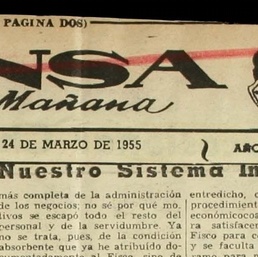 PAGINA DOS)
NSA
Mañana
24 DE MARZO DE 1955 AÑO
Nuestro Sistema In
más completa de la administración
de los negocios; no sé por qué mo-
tivos se escapó todo el resto del
personal y de la servidumbre. Ya
no se trata, pues, de la condición
absorbente que ya he atribuído do-
entredicho, c
procedimient
económicocoa
ra satisfacer
ramo para c
y se faculta